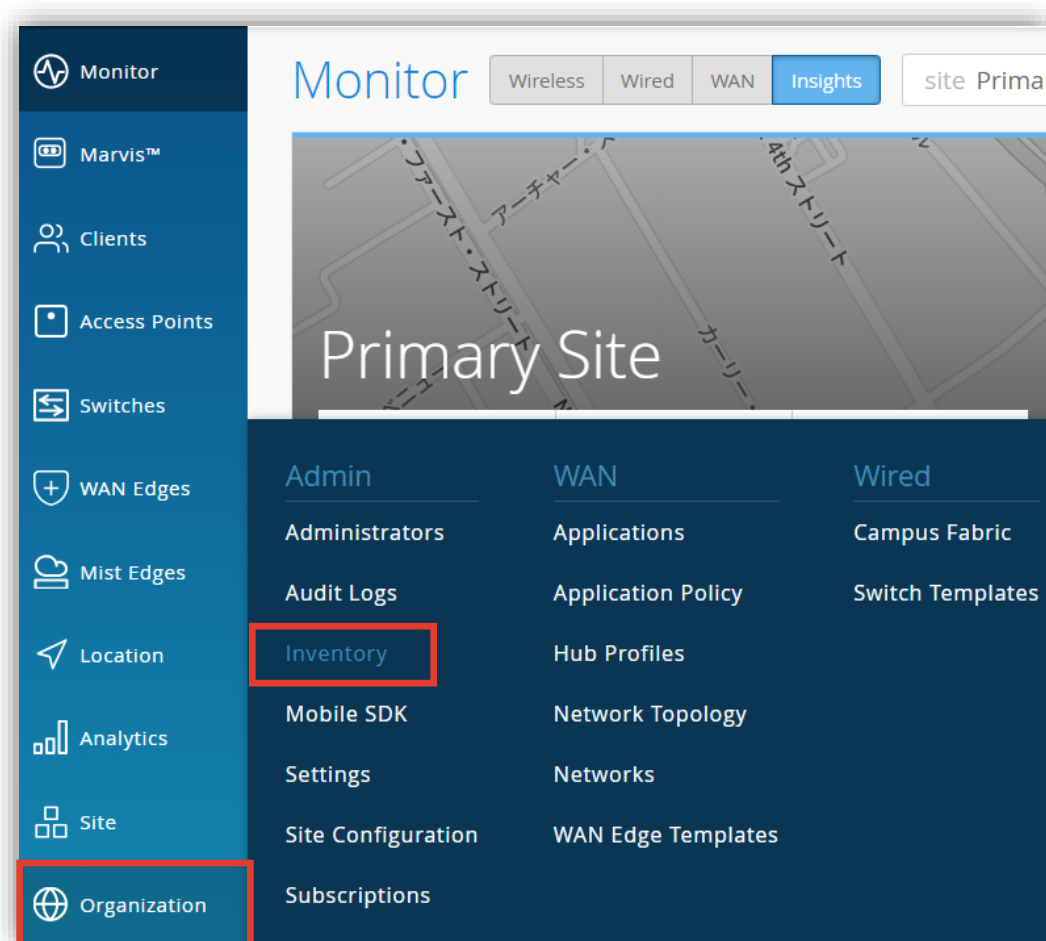 Monitor
Marvis™
Clients
Access Points
Switches
WAN Edges
Mist Edges
Location
Analytics
Site
Organization
Monitor
Wireless
Wired
WAN
Insights
site Prima
ファースト・ストリート
アーチャー・
4th ストリート
カーリー・
Primary Site
Admin
Administrators
Audit Logs
Inventory
Mobile SDK
Settings
Site Configuration
Subscriptions
WAN
Applications
Application Policy
Hub Profiles
Network Topology
Networks
WAN Edge Templates
Wired
Campus Fabric
Switch Templates